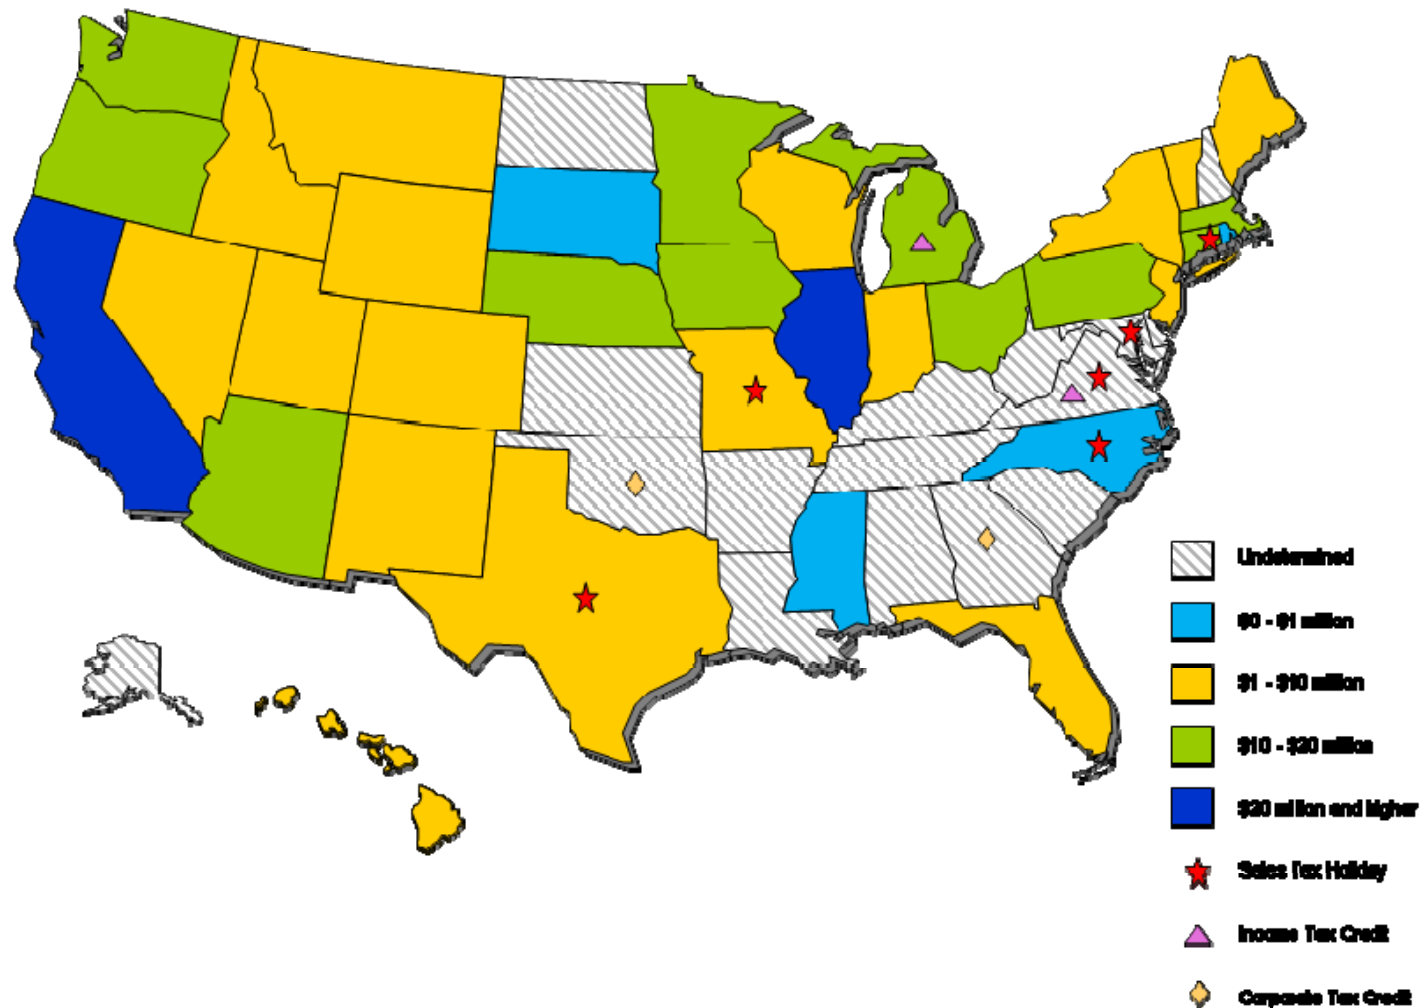 Undetermined
$0 - $1 million
$1 - $10 million
$10 - $20 million
$20 million and higher
Sales Tax Holiday
Income Tax Credit
Corporate Tax Credit